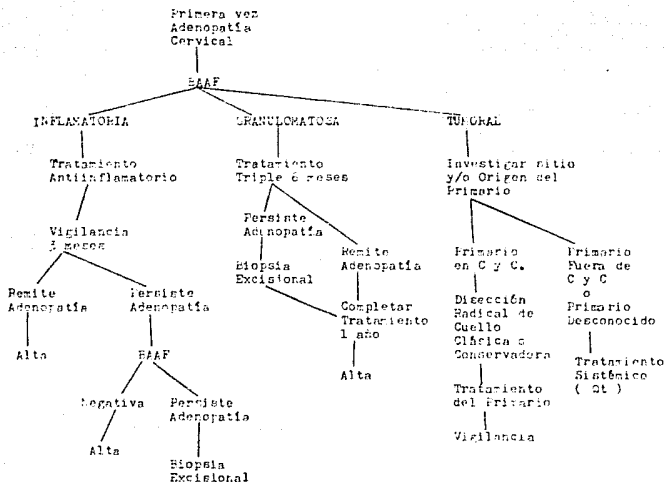 Primera vez
Adenopatía
Cervical
BAAF
INFLAMATORIA
GRANULOMATOSA
TUMORAL
Tratamiento
Antiinflamatorio
Tratamiento
Triple 6 meses
Investigar sitio
y/o Origen del
Primario
Vigilancia
3 meses
Persiste
Adenopatía
Remite
Adenopatía
Primario
en C y C.
Primario
Fuera de
C y C
o
Primario
Desconocido
Remite
Adenopatía
Persiste
Adenopatía
Biopsia
Excisional
Completar
Tratamiento
1 año
Disección
Radical de
Cuello
Clásica o
Conservadora
Alta
BAAF
Alta
Tratamiento
Sistémico
( Qt )
Negativa
Persiste
Adenopatía
Tratamiento
del Primario
Alta
Biopsia
Excisional
Vigilancia